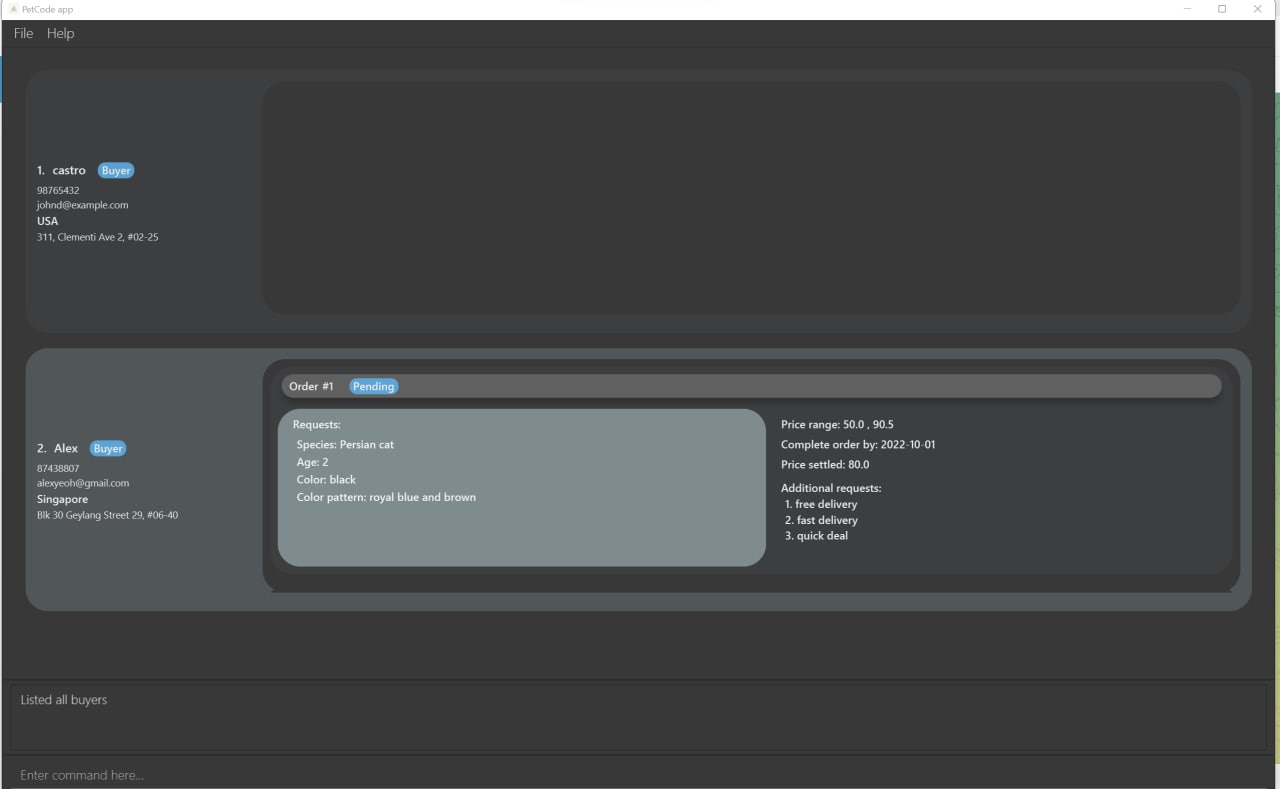 PetCode app
File Help
1. castro Buyer
98765432
johnd@example.com
USA
311, Clementi Ave 2, #02-25
2. Alex Buyer
87438807
alexyeoh@gmail.com
Singapore
Blk 30 Geylang Street 29, #06-40
Order #1 Pending
Requests:
Species: Persian cat
Age: 2
Color: black
Color pattern: royal blue and brown
Price range: 50.0 , 90.5
Complete order by: 2022-10-01
Price settled: 80.0
Additional requests:
1. free delivery
2. fast delivery
3. quick deal
Listed all buyers
Enter command here...